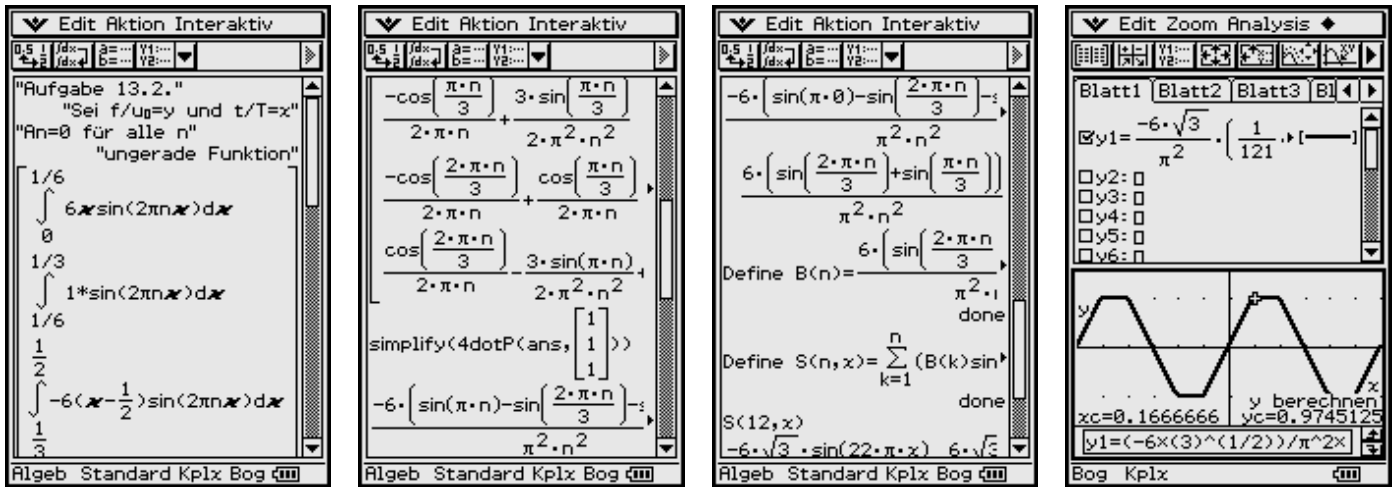 Edit Aktion Interaktiv
"Aufgabe 13.2."
"Sei f/u₀=y und t/T=x"
"An=0 für alle n"
"ungerade Funktion"
1/6
∫ 6xsin(2πnx)dx
0
1/3
∫ 1*sin(2πnx)dx
1/6
1/2
∫ -6(x-1/2)sin(2πnx)dx
1/3
Algeb Standard Kplx Bog
Edit Aktion Interaktiv
-cos(π·n/3)/2·π·n + 3·sin(π·n/3)/2·π²·n²
-cos(2·π·n/3)/2·π·n + cos(π·n/3)/2·π·n
cos(2·π·n/3)/2·π·n - 3·sin(π·n)/2·π²·n² +
simplify(4dotP(ans,[1 1 1]))
-6·(sin(π·n)-sin(2·π·n/3)-s
π²·n²
Algeb Standard Kplx Bog
Edit Aktion Interaktiv
-6·(sin(π·0)-sin(2·π·n/3)-s
π²·n²
6·(sin(2·π·n/3)+sin(π·n/3))
π²·n²
Define B(n)=6·(sin(2·π·n/3
π²·n
done
Define S(n,x)=∑(B(k)sin
n
k=1
done
S(12,x)
-6·√3·sin(22·π·x) 6·√3
Algeb Standard Kplx Bog
Edit Zoom Analysis ◆
Blatt1 Blatt2 Blatt3 Bl
y1=-6·√3/π²·(1/121·
y2:
y3:
y4:
y5:
y6:
y
x
y berechnen
xc=0.1666666 yc=0.9745125
y1=(-6×(3)^(1/2))/π^2×
Bog Kplx